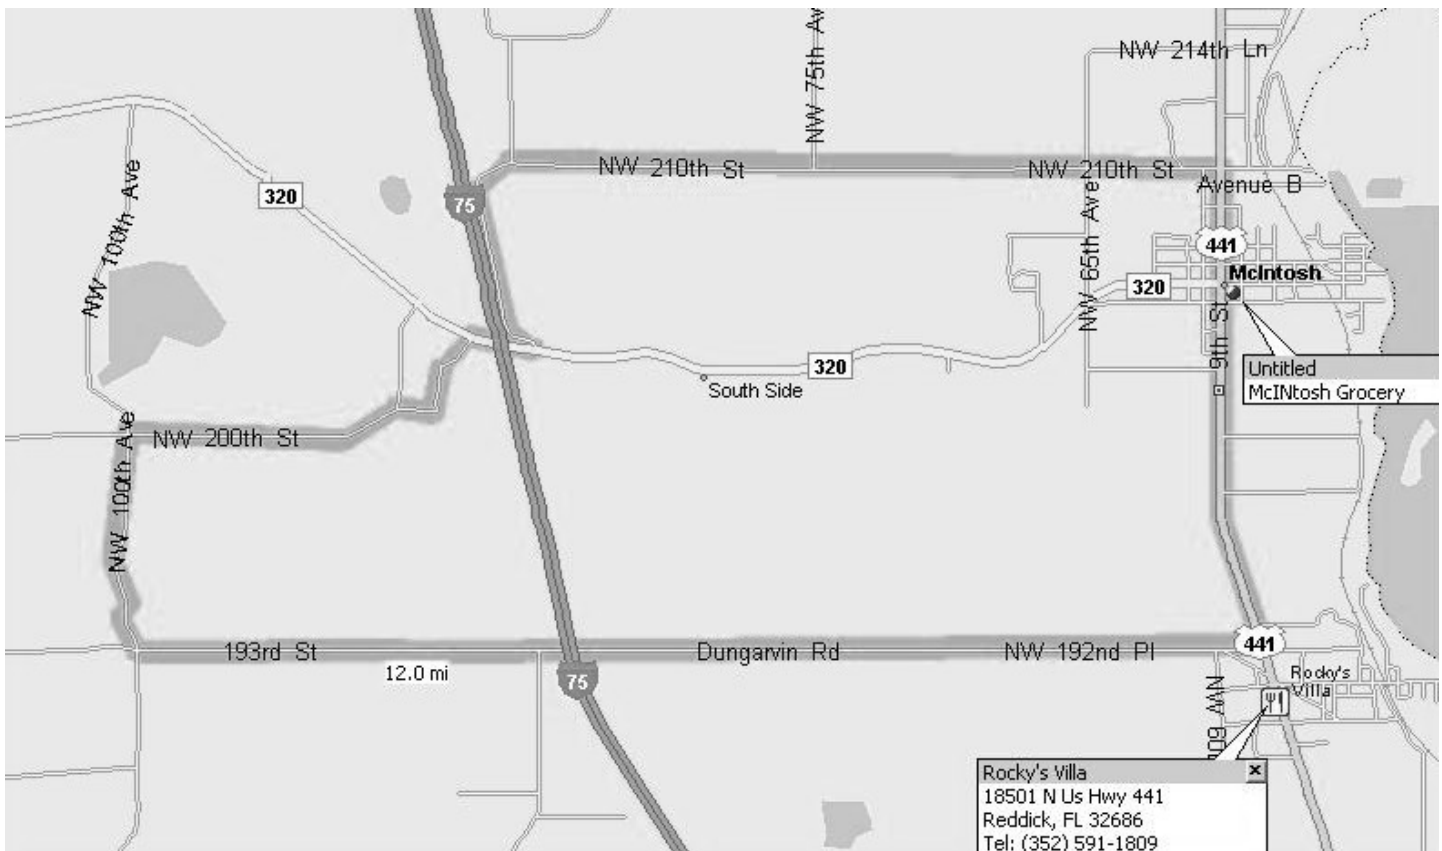 NW 75th Av
NW 214th Ln
NW 210th St
NW 210th St
Avenue B
NW 100th Ave
320
75
NW 65th Ave
441
McIntosh
320
9th St
320
South Side
Untitled
McINtosh Grocery
NW 200th St
NW 100th Ave
193rd St
12.0 mi
Dungarvin Rd
NW 192nd Pl
441
75
Rocky's
Villa
NW 60
Rocky's Villa
18501 N Us Hwy 441
Reddick, FL 32686
Tel: (352) 591-1809